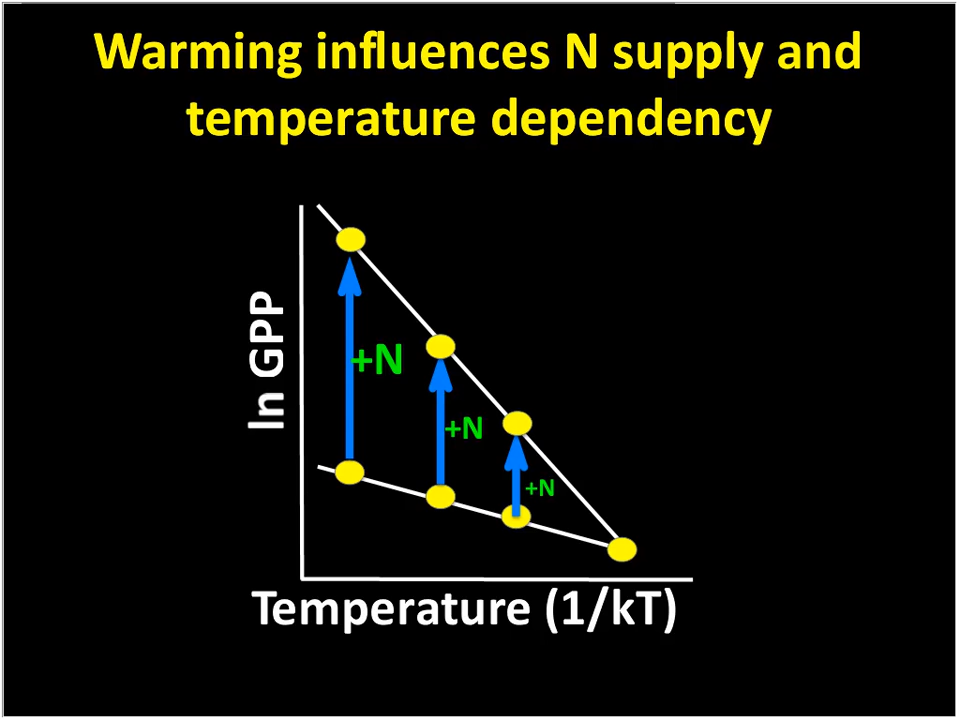 Warming influences N supply and
temperature dependency
ln GPP
+N
+N
+N
Temperature (1/kT)